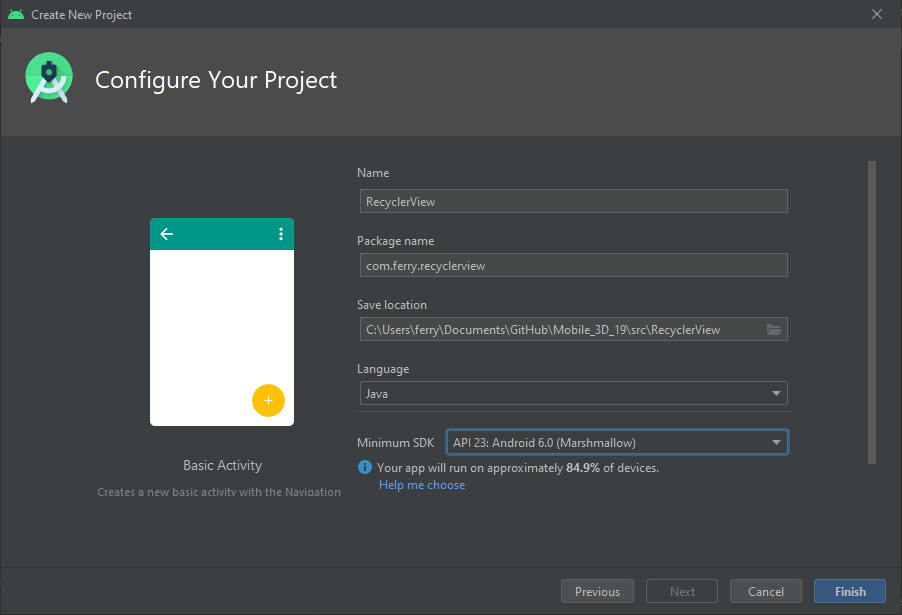 Create New Project
Configure Your Project
Name
RecyclerView
Package name
com.ferry.recyclerview
Save location
C:\Users\ferry\Documents\GitHub\Mobile_3D_19\src\RecyclerView
Language
Java
Minimum SDK API 23: Android 6.0 (Marshmallow)
Your app will run on approximately 84.9% of devices.
Help me choose
Basic Activity
Creates a new basic activity with the Navigation
Previous Next Cancel Finish